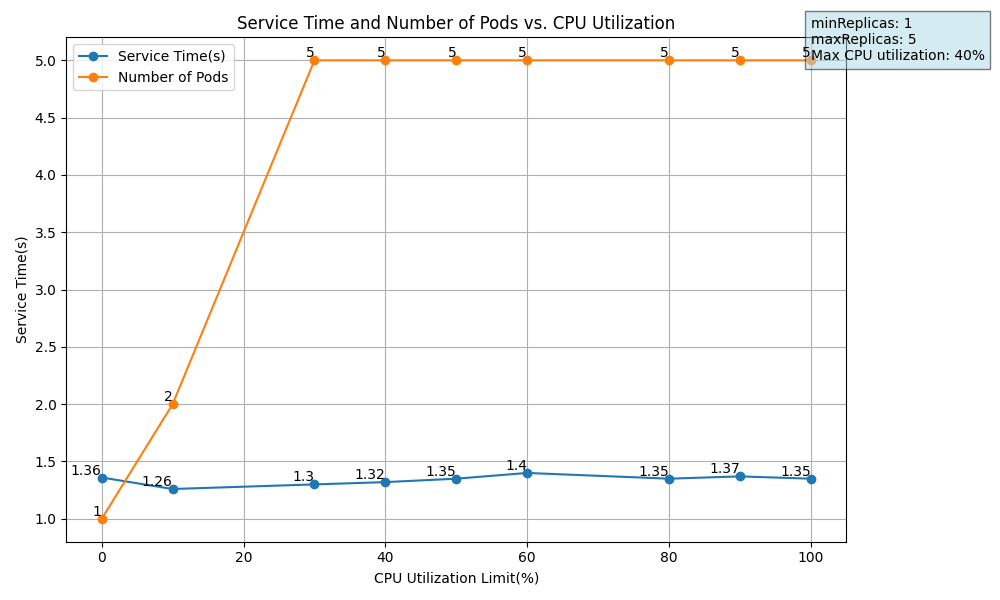 Service Time and Number of Pods vs. CPU Utilization
minReplicas: 1
maxReplicas: 5
Max CPU utilization: 40%
Service Time(s)
Number of Pods
5 5 5 5 5 5 5
5.0
4.5
4.0
3.5
3.0
2.5
2.0
1.5
1.0
Service Time(s)
2
1.36 1.26 1.3 1.32 1.35 1.4 1.35 1.37 1.35
1
0 20 40 60 80 100
CPU Utilization Limit(%)